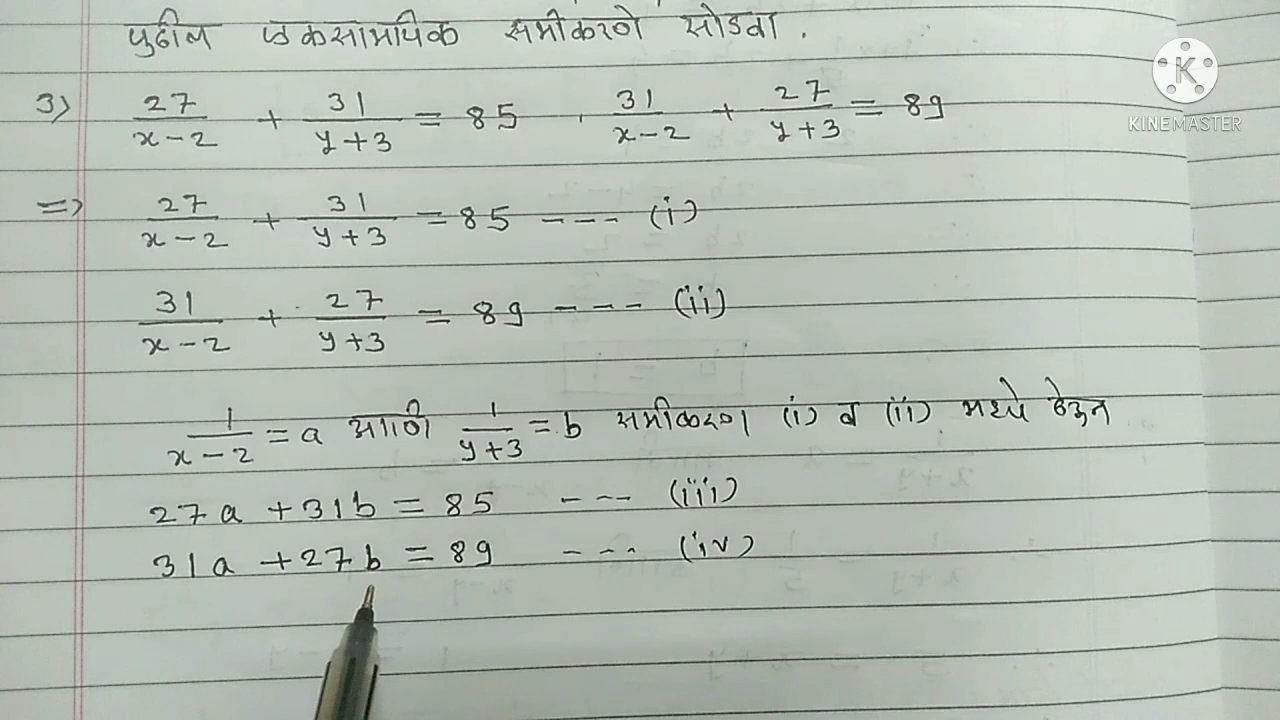 पुढील एकसामयिक समीकरणे सोडवा.
3) 27/(x-2) + 31/(y+3) = 85 , 31/(x-2) + 27/(y+3) = 89
=> 27/(x-2) + 31/(y+3) = 85 --- (i)
31/(x-2) + 27/(y+3) = 89 --- (ii)
1/(x-2) = a आणि 1/(y+3) = b समीकरण (i) व (ii) मध्ये ठेऊन
27a + 31b = 85 --- (iii)
31a + 27b = 89 --- (iv)
KINEMASTER